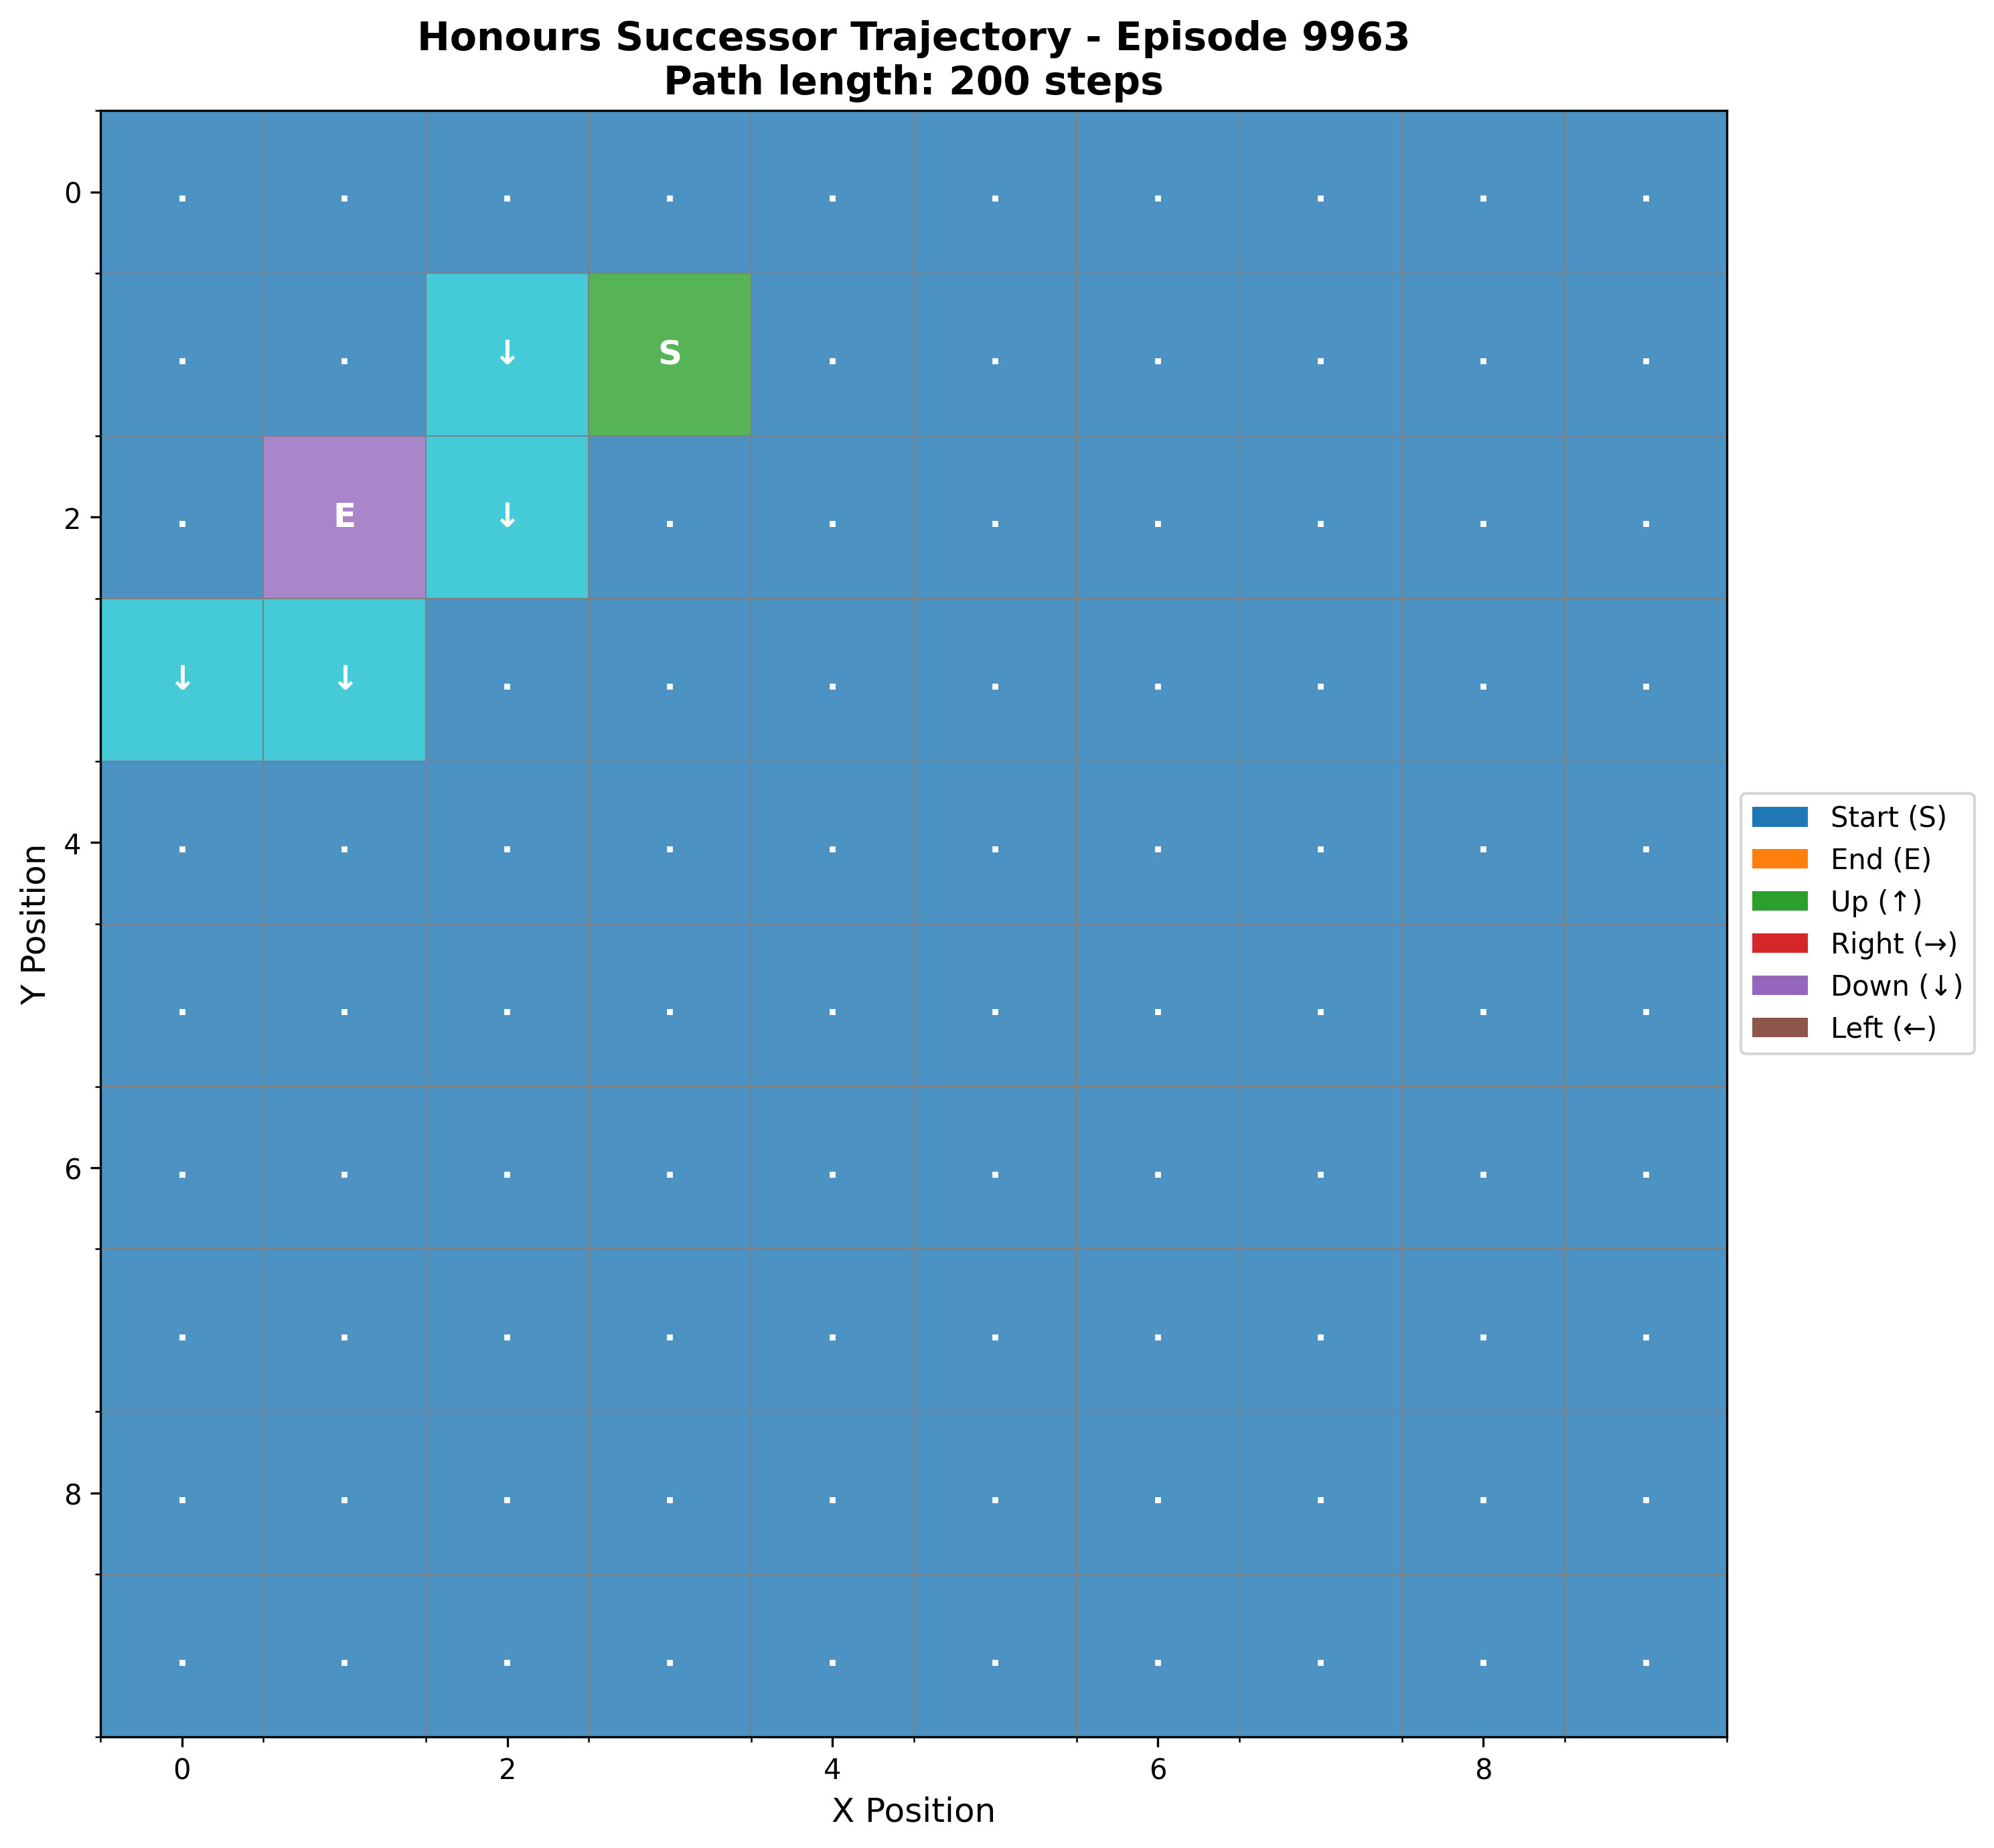 Honours Successor Trajectory - Episode 9963
Path length: 200 steps
0
· · · · · · · · · ·
· · ↓ S · · · · · ·
2
· E ↓ · · · · · · ·
↓ ↓ · · · · · · · ·
4
· · · · · · · · · ·
· · · · · · · · · ·
6
· · · · · · · · · ·
· · · · · · · · · ·
8
· · · · · · · · · ·
· · · · · · · · · ·
0 2 4 6 8
X Position
Y Position
Start (S)
End (E)
Up (↑)
Right (→)
Down (↓)
Left (←)